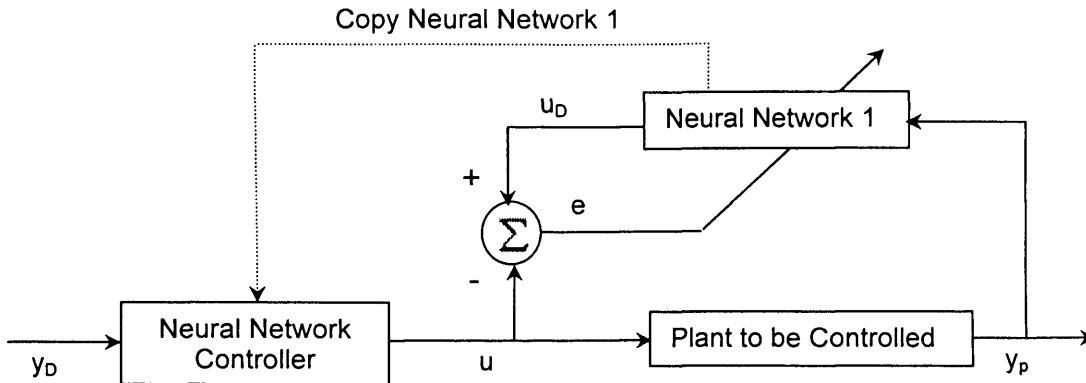 Copy Neural Network 1
u_D
Neural Network 1
+
e
Σ
-
Neural Network
Controller
Plant to be Controlled
y_D
u
y_p